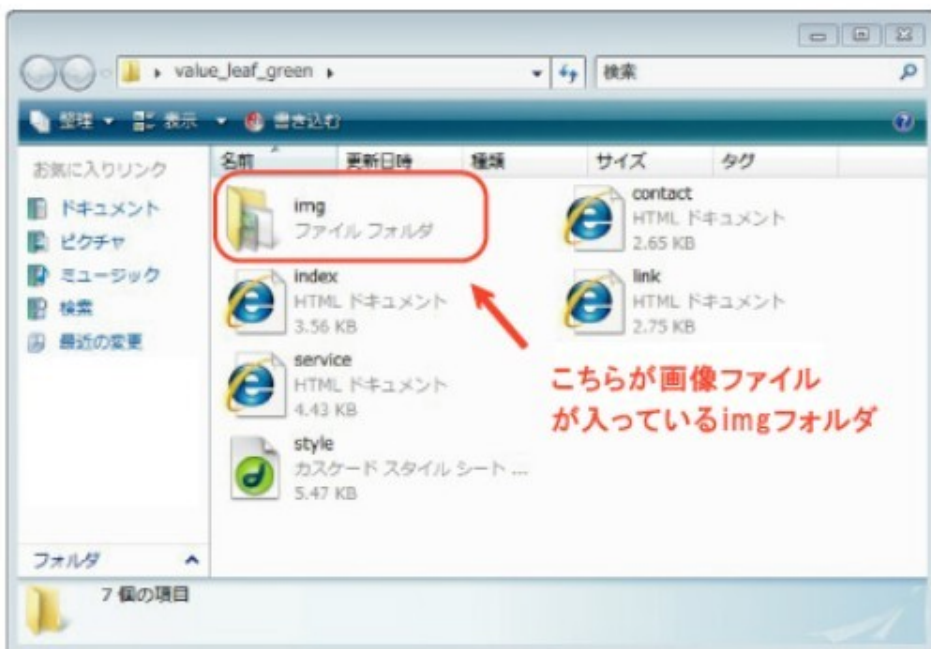 value_leaf_green
検索
整理 表示 書き込む
お気に入りリンク
ドキュメント
ピクチャ
ミュージック
検索
最近の変更
フォルダ
名前 更新日時 種類 サイズ タグ
img
ファイル フォルダ
contact
HTML ドキュメント
2.65 KB
index
HTML ドキュメント
3.56 KB
link
HTML ドキュメント
2.75 KB
service
HTML ドキュメント
4.43 KB
style
カスケード スタイル シート ...
5.47 KB
こちらが画像ファイル
が入っているimgフォルダ
7 個の項目